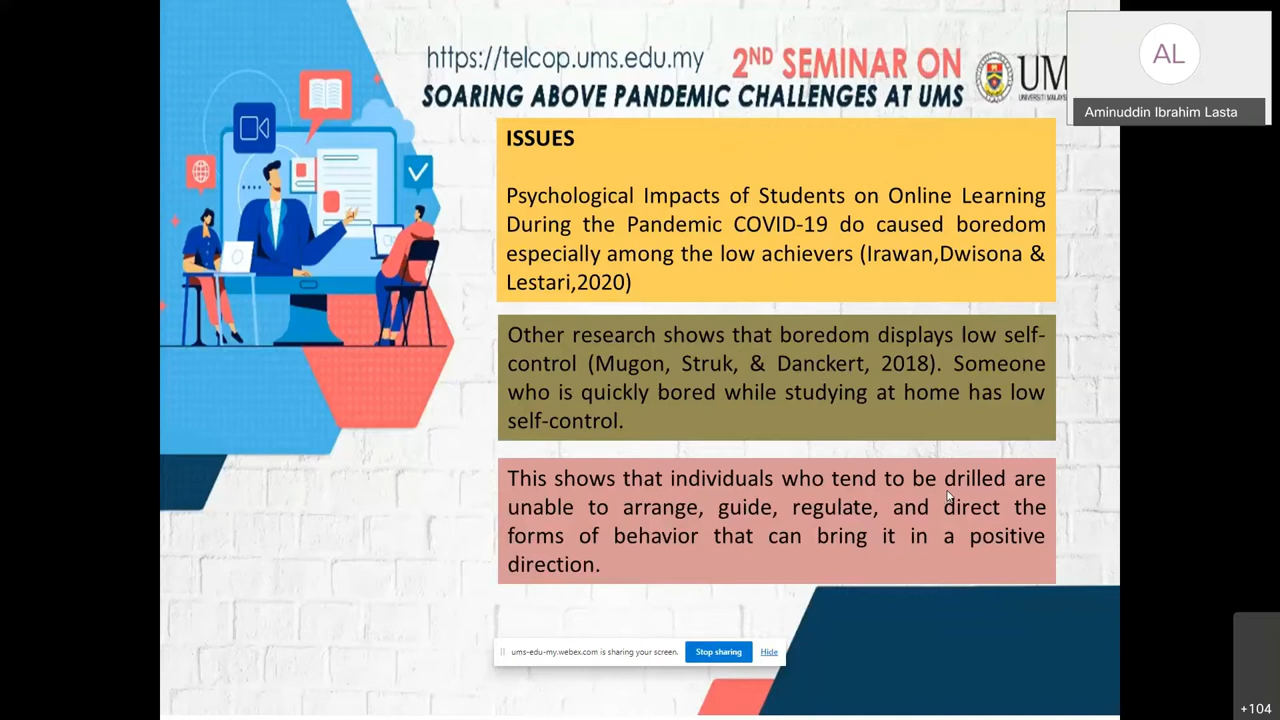 https://telcop.ums.edu.my 2ND SEMINAR ON
SOARING ABOVE PANDEMIC CHALLENGES AT UMS
UM
AL
Aminuddin Ibrahim Lasta
ISSUES
Psychological Impacts of Students on Online Learning
During the Pandemic COVID-19 do caused boredom
especially among the low achievers (Irawan,Dwisona &
Lestari,2020)
Other research shows that boredom displays low self-
control (Mugon, Struk, & Danckert, 2018). Someone
who is quickly bored while studying at home has low
self-control.
This shows that individuals who tend to be drilled are
unable to arrange, guide, regulate, and direct the
forms of behavior that can bring it in a positive
direction.
ums-edu-my.webex.com is sharing your screen. Stop sharing Hide
+104